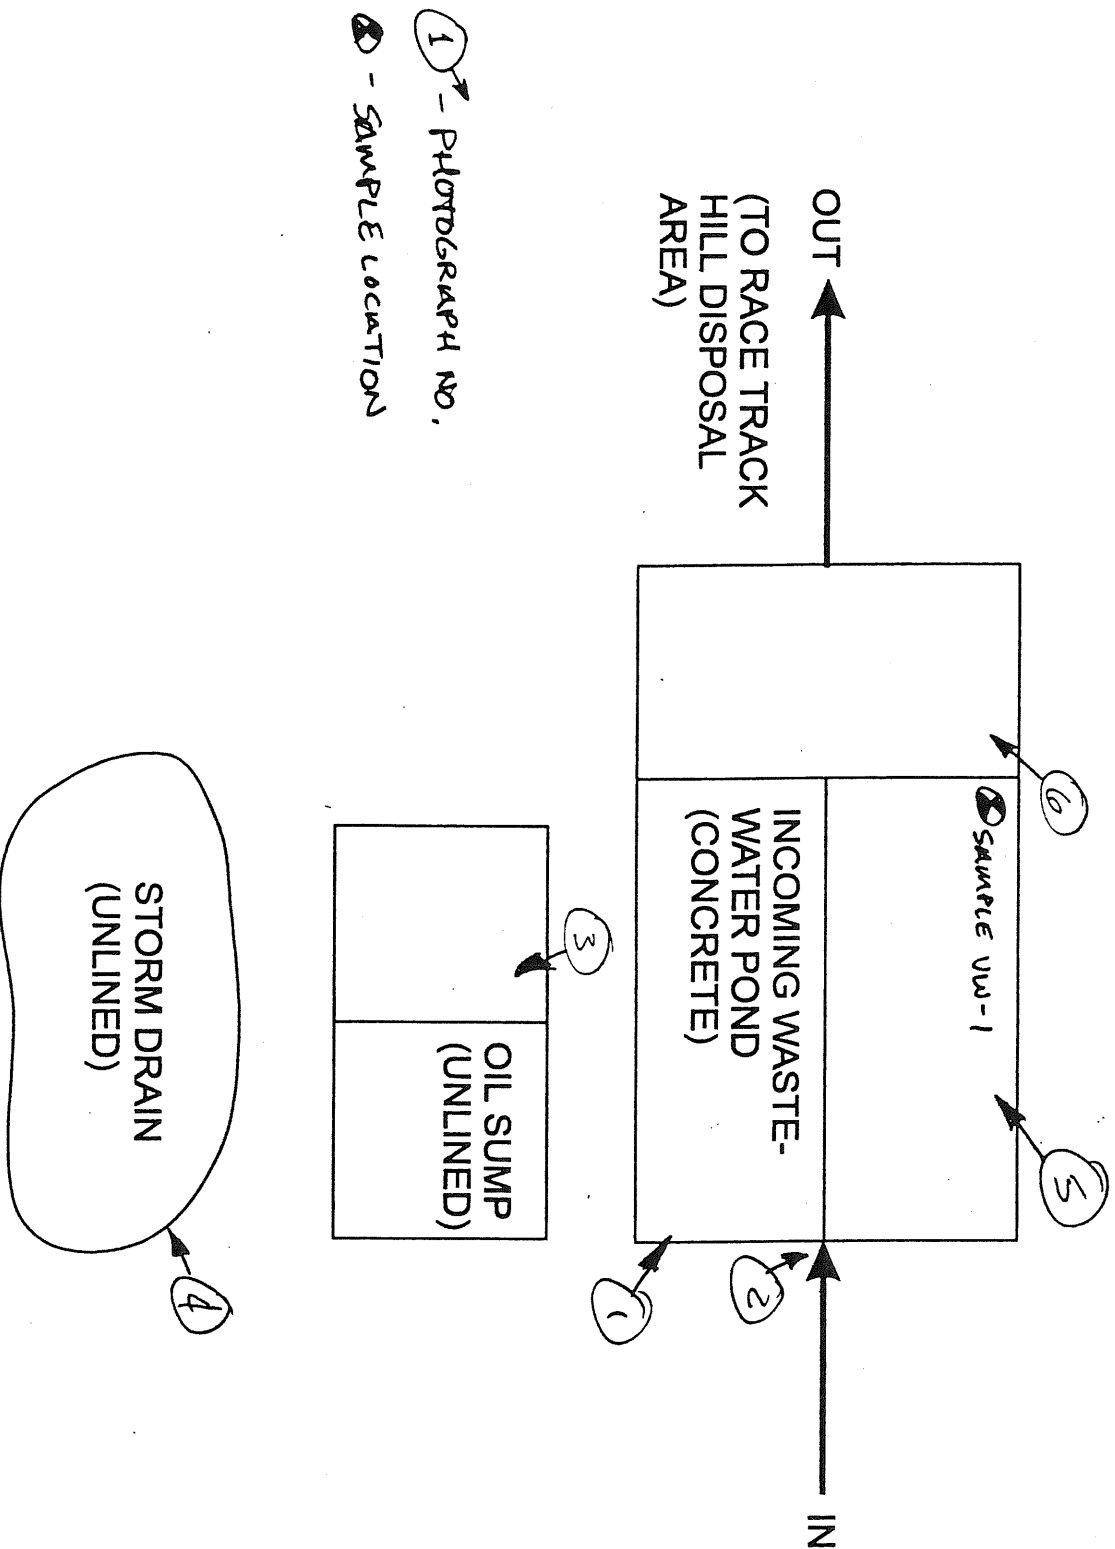 6
5
SAMPLE VW-1
IN
OUT
(TO RACE TRACK
HILL DISPOSAL
AREA)
INCOMING WASTE-
WATER POND
(CONCRETE)
2
1
3
OIL SUMP
(UNLINED)
1 - PHOTOGRAPH NO.
- SAMPLE LOCATION
STORM DRAIN
(UNLINED)
4